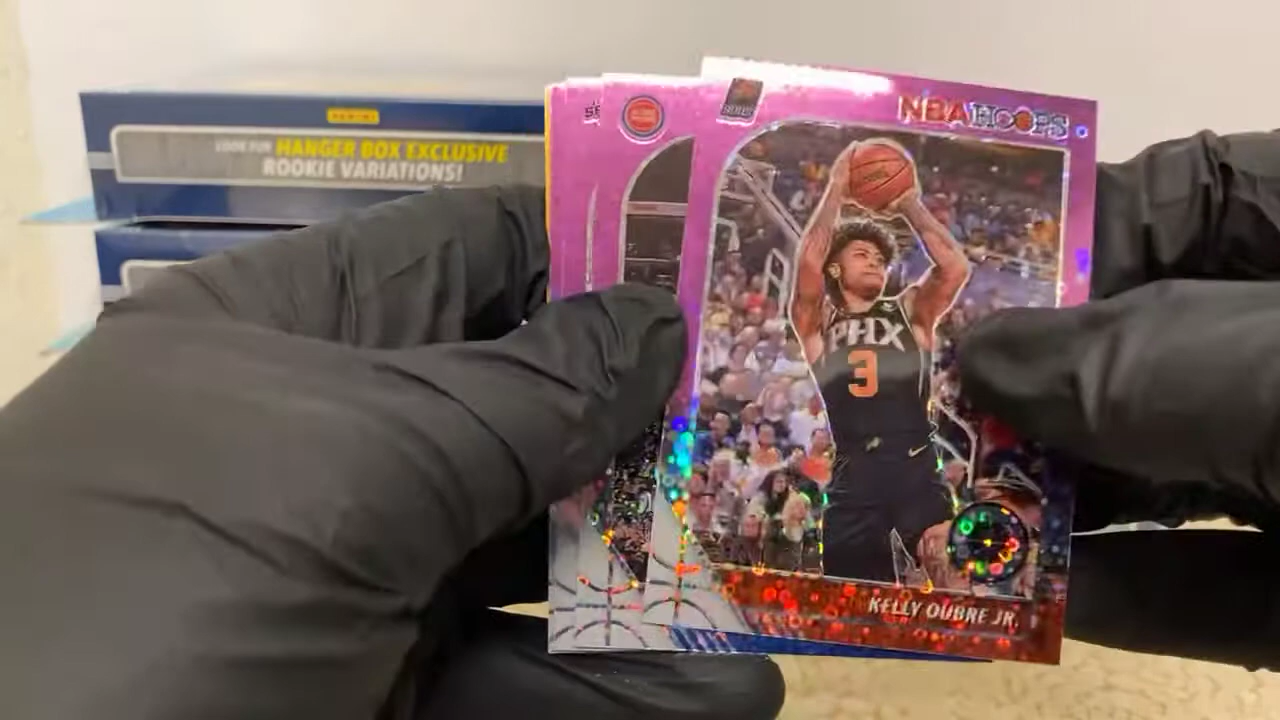 PANINI
LOOK FOR HANGER BOX EXCLUSIVE
ROOKIE VARIATIONS!
NBA HOOPS
PHX
3
KELLY OUBRE JR.